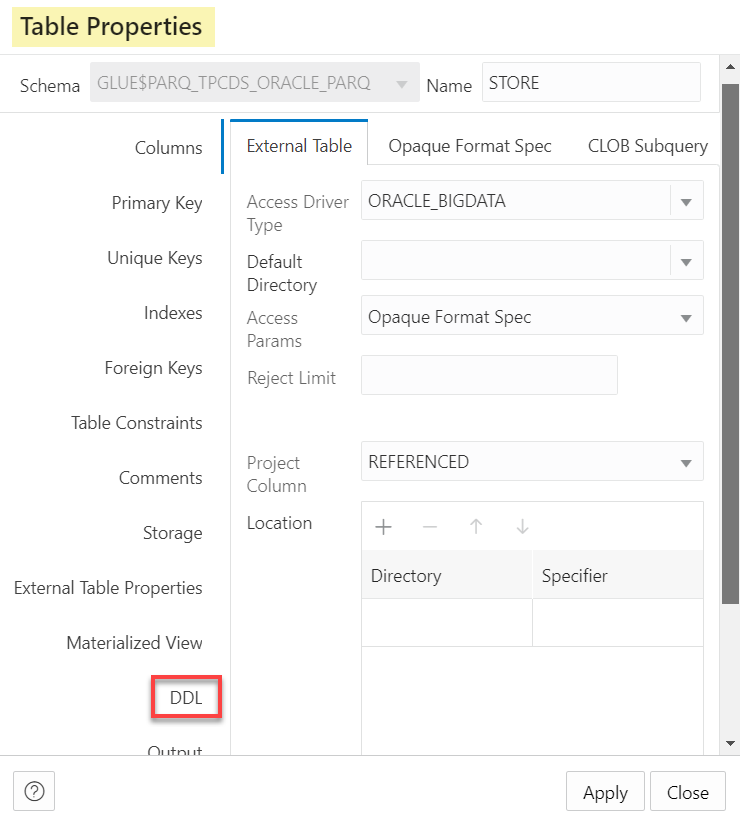 Table Properties
Schema GLUE$PARQ_TPCDS_ORACLE_PARQ Name STORE
Columns
Primary Key
Unique Keys
Indexes
Foreign Keys
Table Constraints
Comments
Storage
External Table Properties
Materialized View
DDL
Output
External Table Opaque Format Spec CLOB Subquery
Access Driver
Type
ORACLE_BIGDATA
Default
Directory
Access
Params
Opaque Format Spec
Reject Limit
Project
Column
REFERENCED
Location
Directory Specifier
? Apply Close